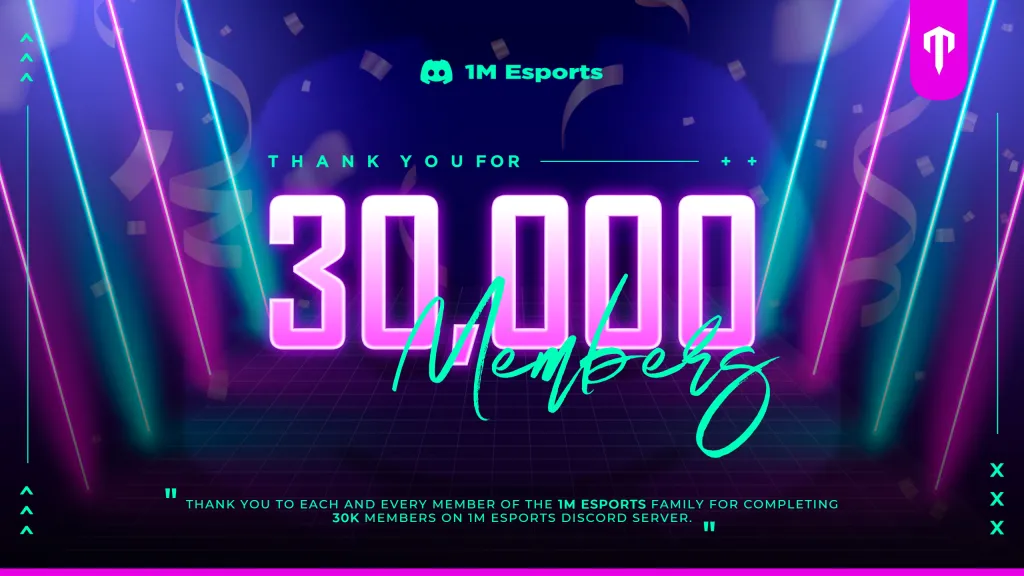 1M Esports
THANK YOU FOR
++
30,000
Members
" THANK YOU TO EACH AND EVERY MEMBER OF THE 1M ESPORTS FAMILY FOR COMPLETING
30K MEMBERS ON 1M ESPORTS DISCORD SERVER. "
X
X
X